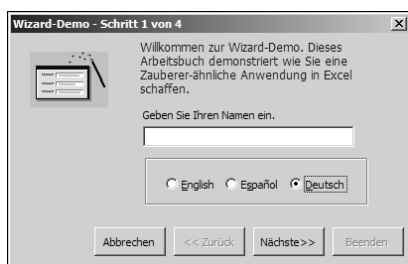 Wizard-Demo - Schritt 1 von 4
Willkommen zur Wizard-Demo. Dieses
Arbeitsbuch demonstriert wie Sie eine
Zauberer-ähnliche Anwendung in Excel
schaffen.
Geben Sie Ihren Namen ein.
English Español Deutsch
Abbrechen << Zurück Nächste>> Beenden